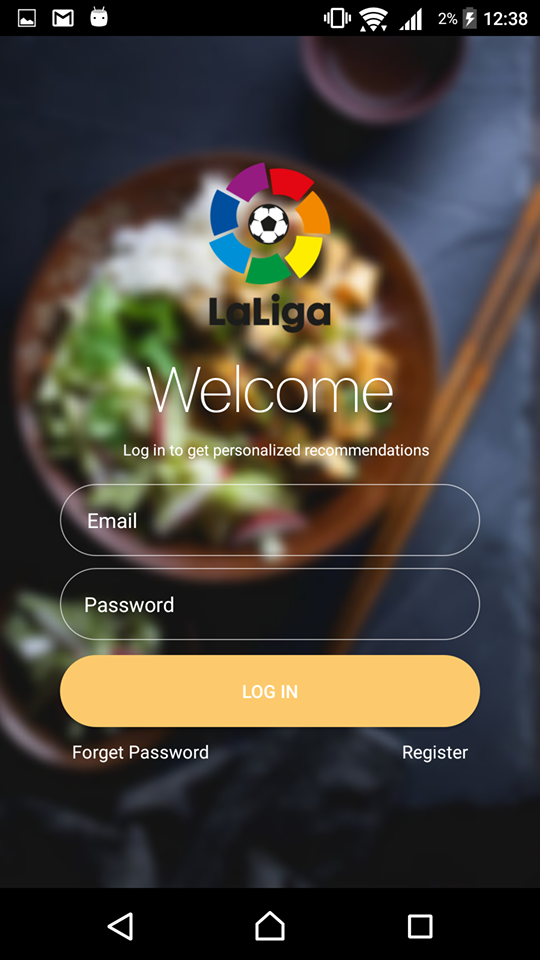 2% 12:38
LaLiga
Welcome
Log in to get personalized recommendations
Email
Password
LOG IN
Forget Password Register